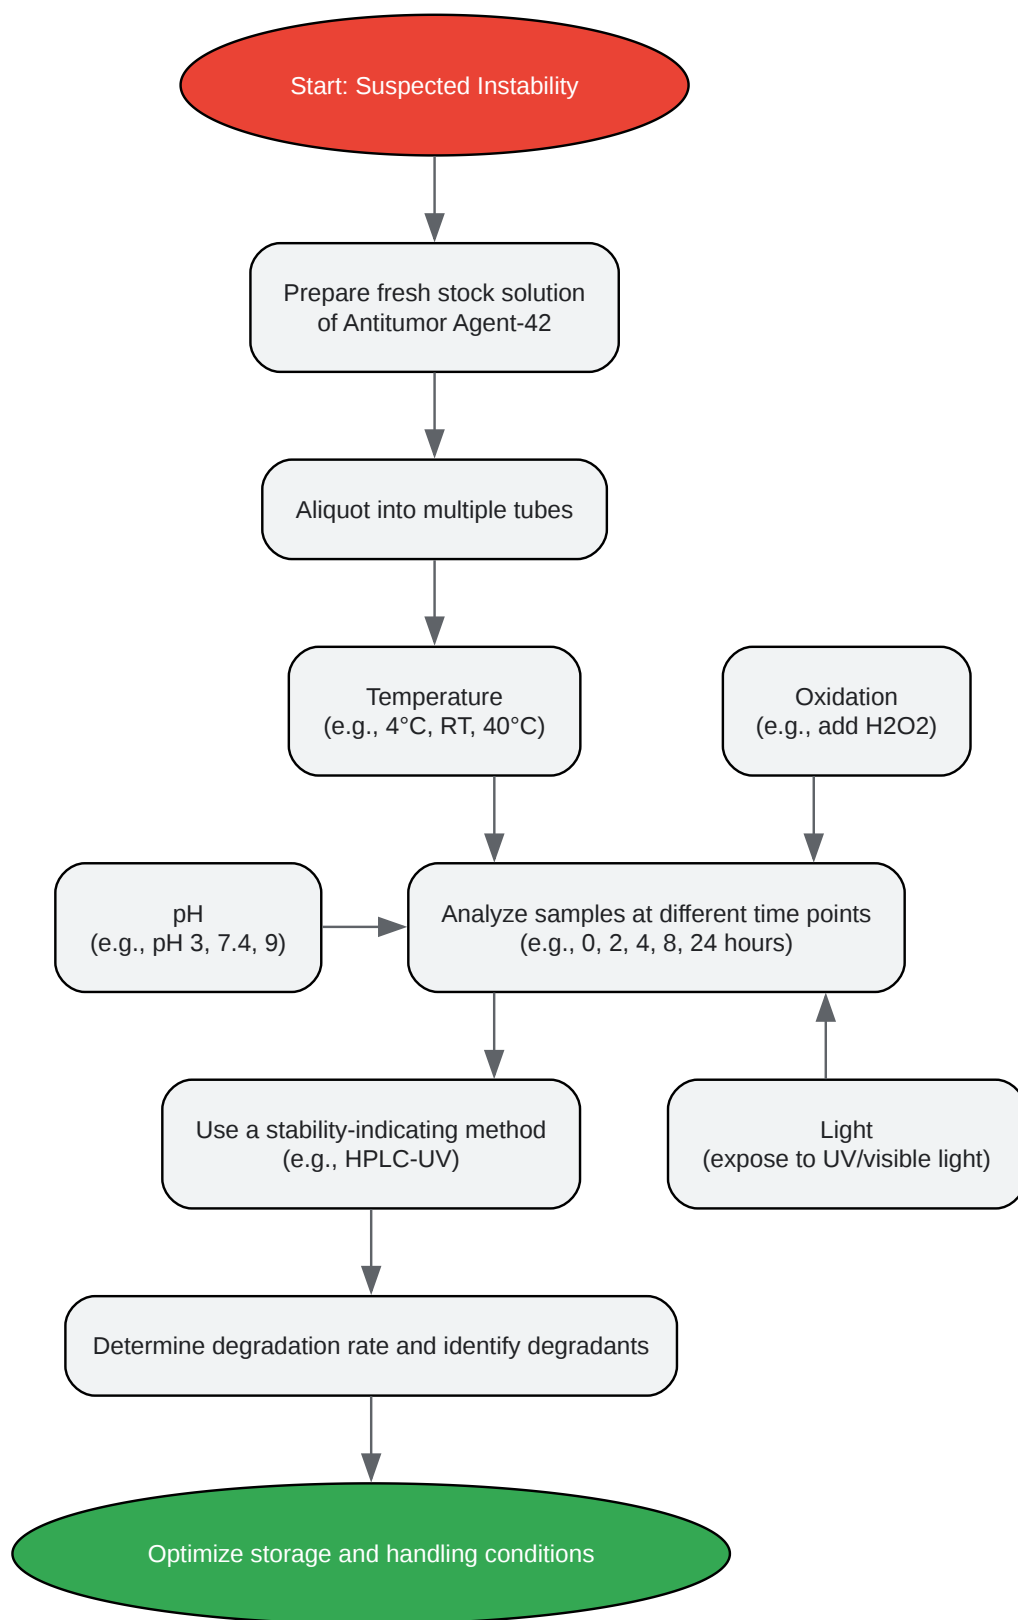 Start: Suspected Instability
Prepare fresh stock solution
of Antitumor Agent-42
Aliquot into multiple tubes
Temperature
(e.g., 4°C, RT, 40°C)
Oxidation
(e.g., add H2O2)
pH
(e.g., pH 3, 7.4, 9)
Analyze samples at different time points
(e.g., 0, 2, 4, 8, 24 hours)
Use a stability-indicating method
(e.g., HPLC-UV)
Light
(expose to UV/visible light)
Determine degradation rate and identify degradants
Optimize storage and handling conditions